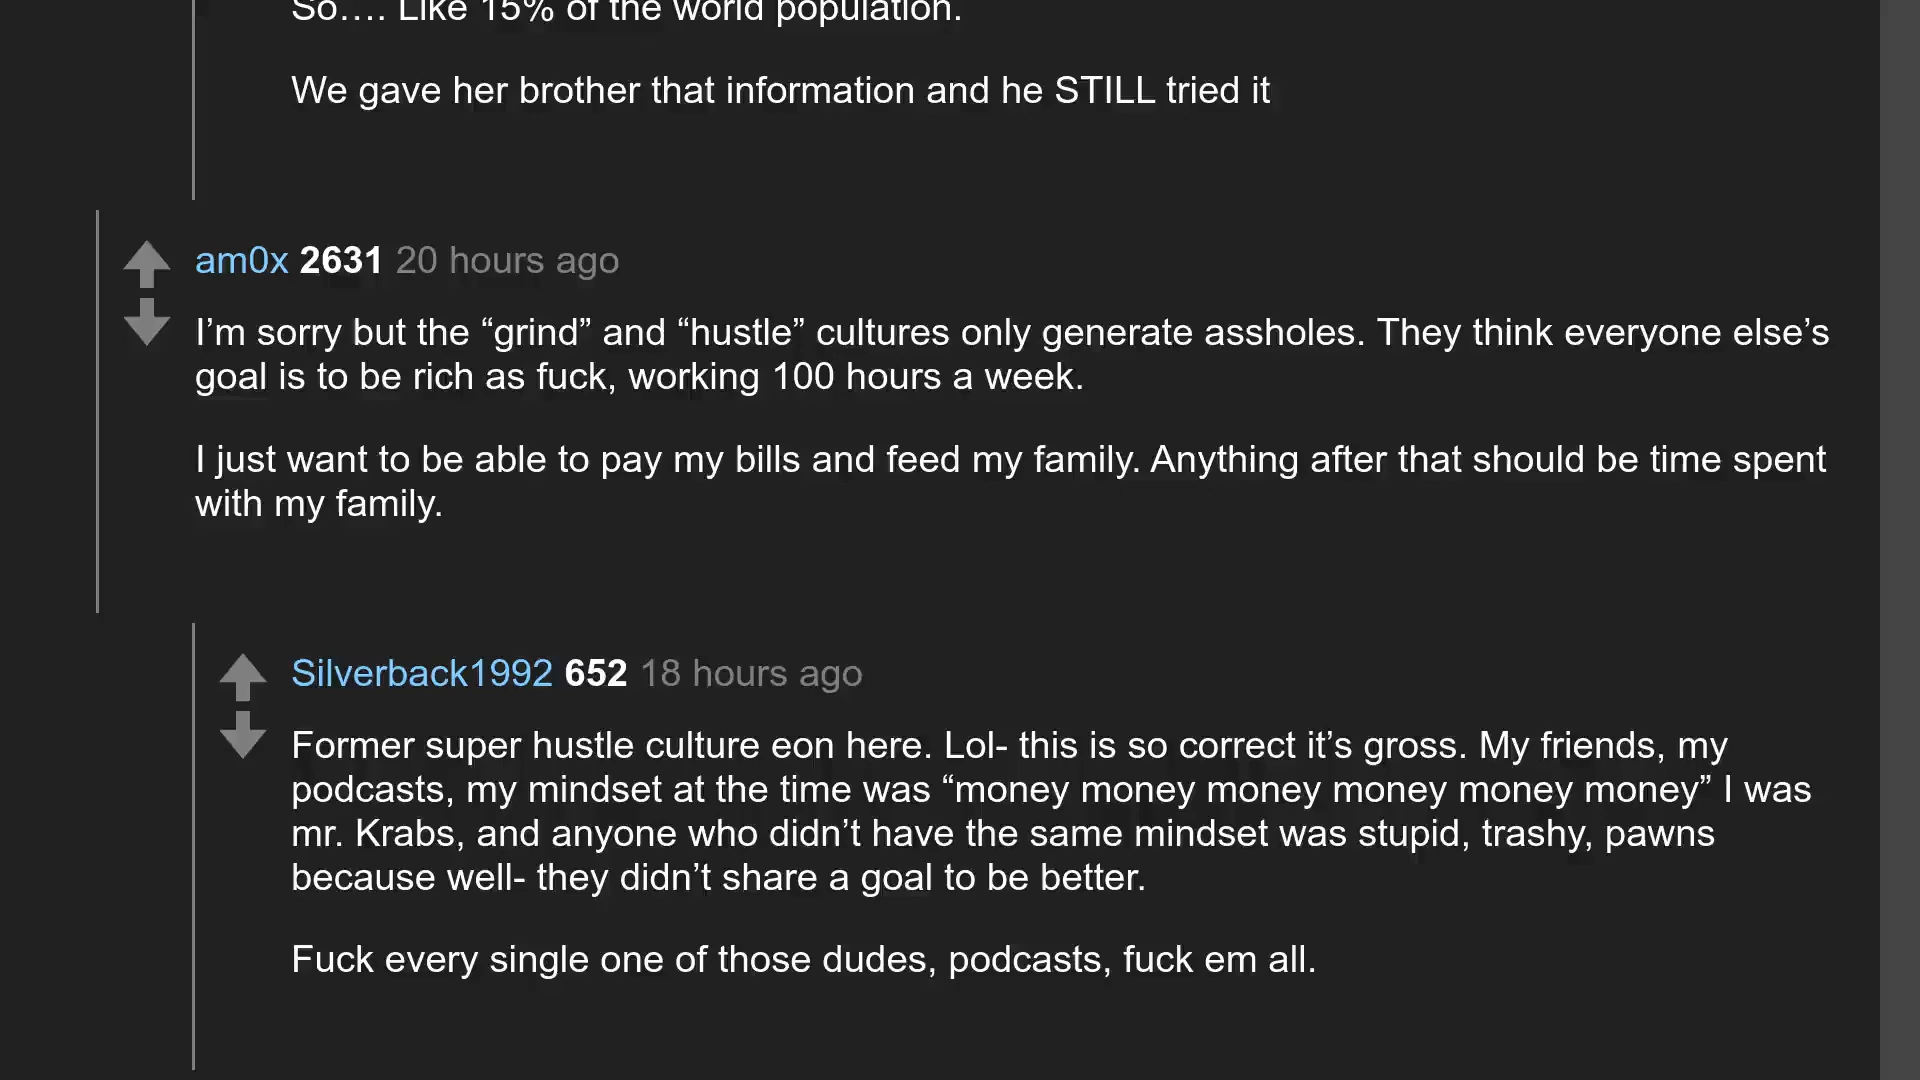 So.... Like 15% of the world population.
We gave her brother that information and he STILL tried it
am0x 2631 20 hours ago
I’m sorry but the “grind” and “hustle” cultures only generate assholes. They think everyone else’s
goal is to be rich as fuck, working 100 hours a week.
I just want to be able to pay my bills and feed my family. Anything after that should be time spent
with my family.
Silverback1992 652 18 hours ago
Former super hustle culture eon here. Lol- this is so correct it’s gross. My friends, my
podcasts, my mindset at the time was “money money money money money money” I was
mr. Krabs, and anyone who didn’t have the same mindset was stupid, trashy, pawns
because well- they didn’t share a goal to be better.
Fuck every single one of those dudes, podcasts, fuck em all.